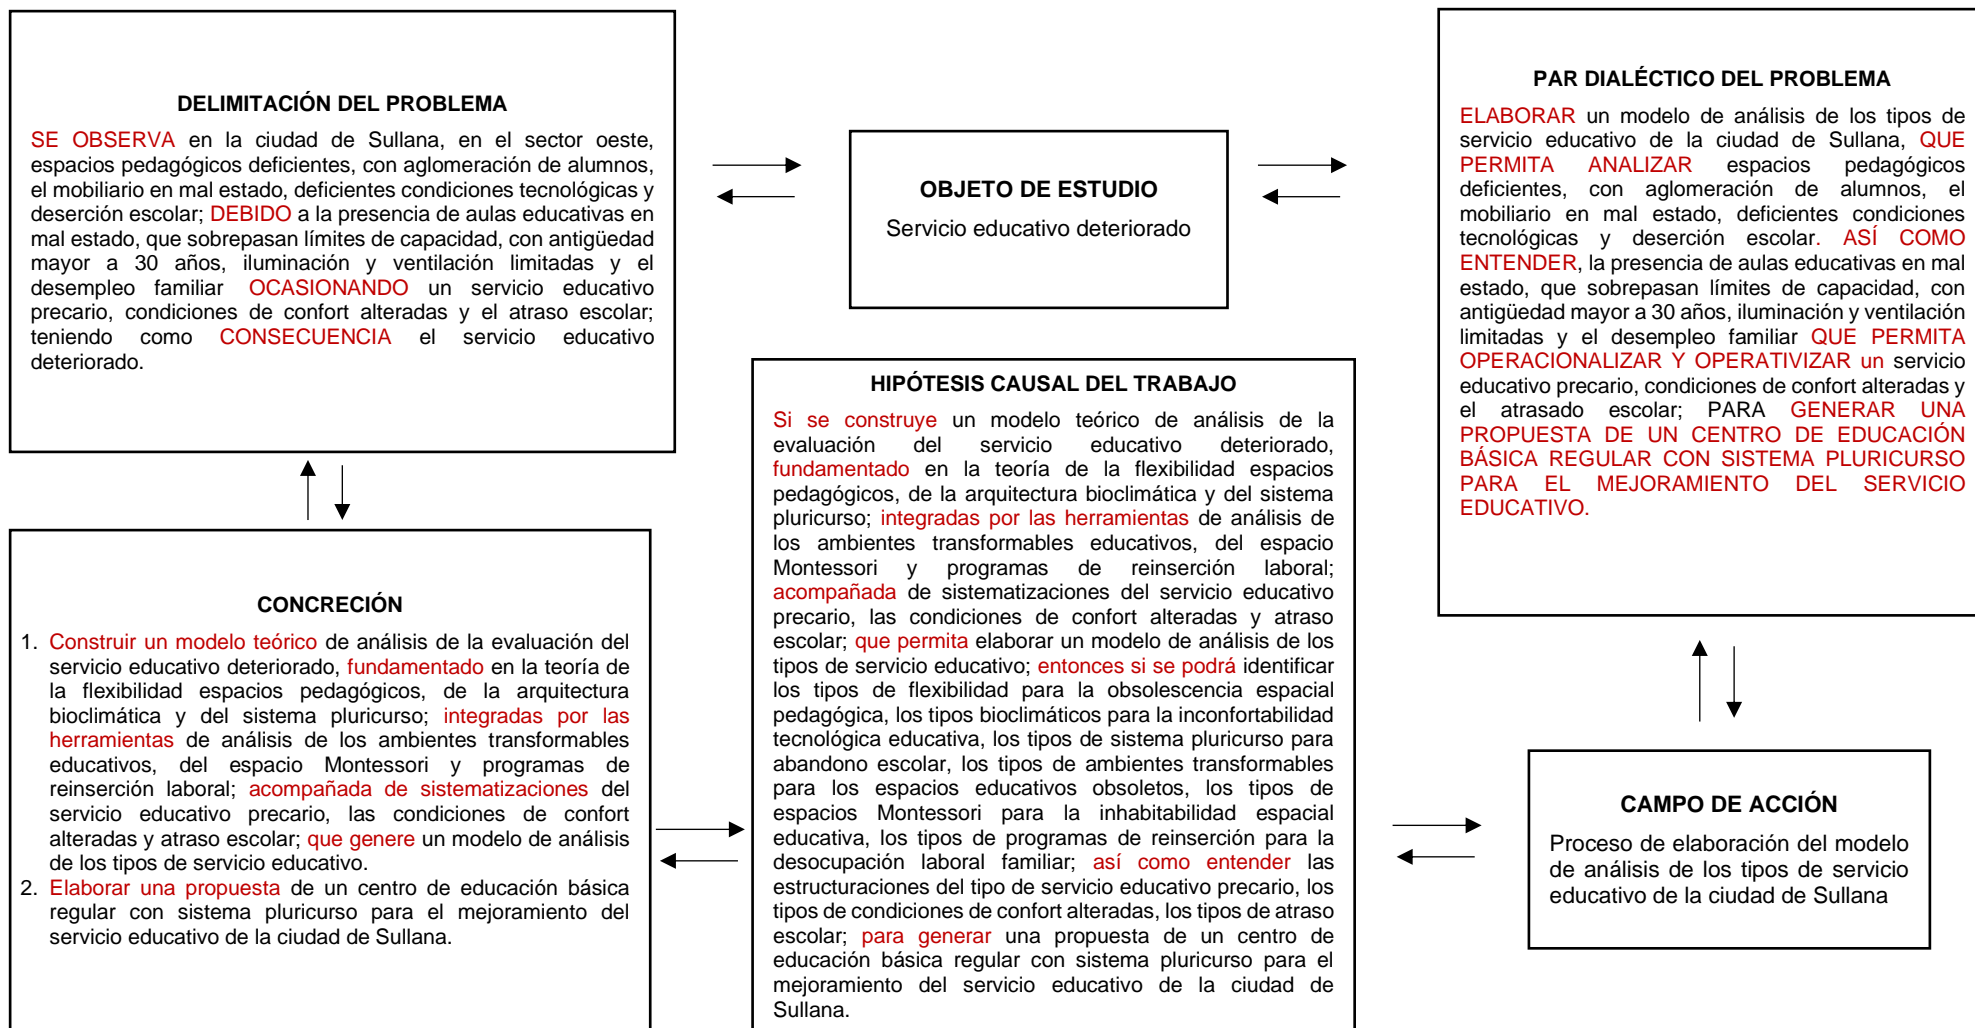 DELIMITACIÓN DEL PROBLEMA
SE OBSERVA en la ciudad de Sullana, en el sector oeste,
espacios pedagógicos deficientes, con aglomeración de alumnos,
el mobiliario en mal estado, deficientes condiciones tecnológicas y
deserción escolar; DEBIDO a la presencia de aulas educativas en
mal estado, que sobrepasan límites de capacidad, con antigüedad
mayor a 30 años, iluminación y ventilación limitadas y el
desempleo familiar OCASIONANDO un servicio educativo
precario, condiciones de confort alteradas y el atraso escolar;
teniendo como CONSECUENCIA el servicio educativo
deteriorado.
OBJETO DE ESTUDIO
Servicio educativo deteriorado
PAR DIALÉCTICO DEL PROBLEMA
ELABORAR un modelo de análisis de los tipos de
servicio educativo de la ciudad de Sullana, QUE
PERMITA ANALIZAR espacios pedagógicos
deficientes, con aglomeración de alumnos, el
mobiliario en mal estado, deficientes condiciones
tecnológicas y deserción escolar. ASÍ COMO
ENTENDER, la presencia de aulas educativas en mal
estado, que sobrepasan límites de capacidad, con
antigüedad mayor a 30 años, iluminación y ventilación
limitadas y el desempleo familiar QUE PERMITA
OPERACIONALIZAR Y OPERATIVIZAR un servicio
educativo precario, condiciones de confort alteradas y
el atrasado escolar; PARA GENERAR UNA
PROPUESTA DE UN CENTRO DE EDUCACIÓN
BÁSICA REGULAR CON SISTEMA PLURICURSO
PARA EL MEJORAMIENTO DEL SERVICIO
EDUCATIVO.
CONCRECIÓN
1. Construir un modelo teórico de análisis de la evaluación del
servicio educativo deteriorado, fundamentado en la teoría de
la flexibilidad espacios pedagógicos, de la arquitectura
bioclimática y del sistema pluricurso; integradas por las
herramientas de análisis de los ambientes transformables
educativos, del espacio Montessori y programas de
reinserción laboral; acompañada de sistematizaciones del
servicio educativo precario, las condiciones de confort
alteradas y atraso escolar; que genere un modelo de análisis
de los tipos de servicio educativo.
2. Elaborar una propuesta de un centro de educación básica
regular con sistema pluricurso para el mejoramiento del
servicio educativo de la ciudad de Sullana.
HIPÓTESIS CAUSAL DEL TRABAJO
Si se construye un modelo teórico de análisis de la
evaluación del servicio educativo deteriorado,
fundamentado en la teoría de la flexibilidad espacios
pedagógicos, de la arquitectura bioclimática y del sistema
pluricurso; integradas por las herramientas de análisis de
los ambientes transformables educativos, del espacio
Montessori y programas de reinserción laboral;
acompañada de sistematizaciones del servicio educativo
precario, las condiciones de confort alteradas y atraso
escolar; que permita elaborar un modelo de análisis de los
tipos de servicio educativo; entonces si se podrá identificar
los tipos de flexibilidad para la obsolescencia espacial
pedagógica, los tipos bioclimáticos para la inconfortabilidad
tecnológica educativa, los tipos de sistema pluricurso para
abandono escolar, los tipos de ambientes transformables
para los espacios educativos obsoletos, los tipos de
espacios Montessori para la inhabitabilidad espacial
educativa, los tipos de programas de reinserción para la
desocupación laboral familiar; así como entender las
estructuraciones del tipo de servicio educativo precario, los
tipos de condiciones de confort alteradas, los tipos de atraso
escolar; para generar una propuesta de un centro de
educación básica regular con sistema pluricurso para el
mejoramiento del servicio educativo de la ciudad de
Sullana.
CAMPO DE ACCIÓN
Proceso de elaboración del modelo
de análisis de los tipos de servicio
educativo de la ciudad de Sullana